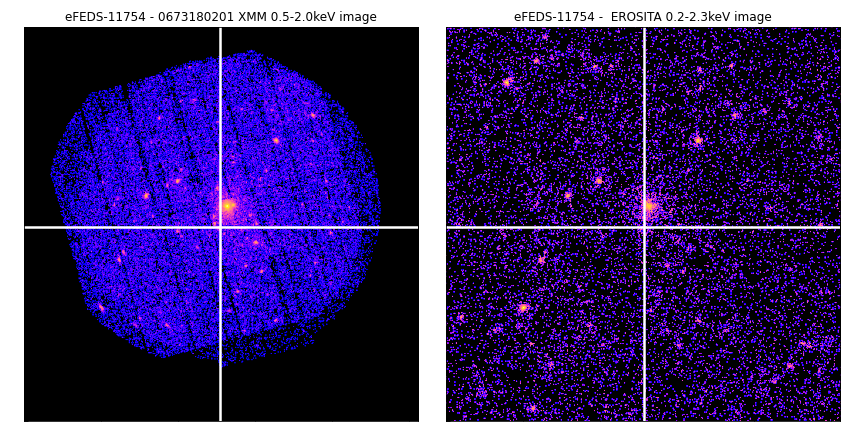 eFEDS-11754 - 0673180201 XMM 0.5-2.0keV image
eFEDS-11754 -  EROSITA 0.2-2.3keV image